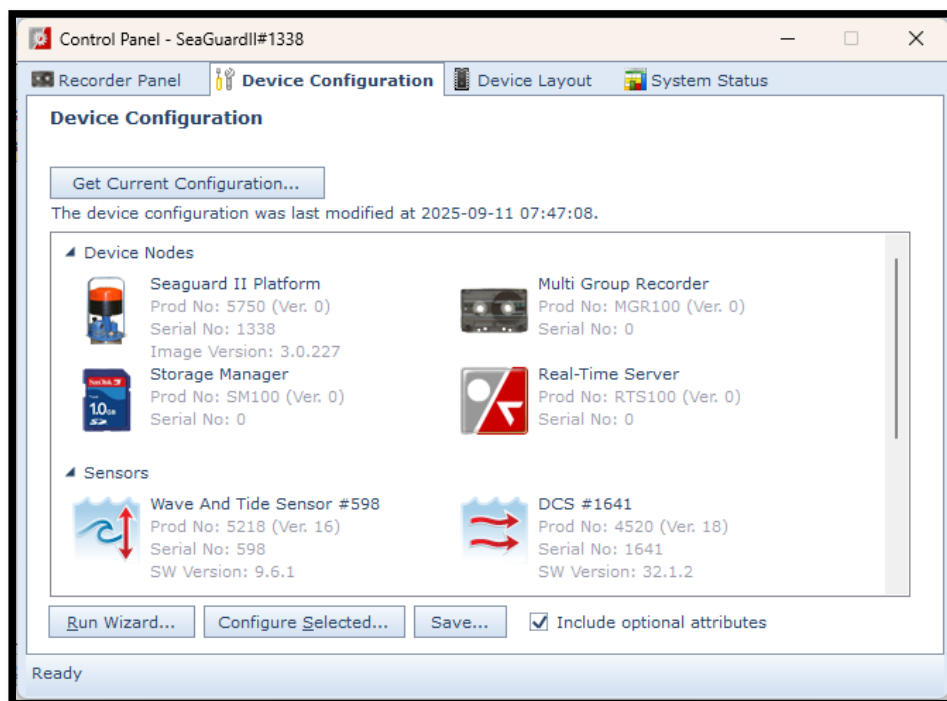 Control Panel - SeaGuardII#1338
Recorder Panel
Device Configuration
Device Layout
System Status
Device Configuration
Get Current Configuration...
The device configuration was last modified at 2025-09-11 07:47:08.
Device Nodes
Seaguard II Platform
Prod No: 5750 (Ver. 0)
Serial No: 1338
Image Version: 3.0.227
Multi Group Recorder
Prod No: MGR100 (Ver. 0)
Serial No: 0
SanDisk
1.0GB
Storage Manager
Prod No: SM100 (Ver. 0)
Serial No: 0
Real-Time Server
Prod No: RTS100 (Ver. 0)
Serial No: 0
Sensors
Wave And Tide Sensor #598
Prod No: 5218 (Ver. 16)
Serial No: 598
SW Version: 9.6.1
DCS #1641
Prod No: 4520 (Ver. 18)
Serial No: 1641
SW Version: 32.1.2
Run Wizard...
Configure Selected...
Save...
Include optional attributes
Ready